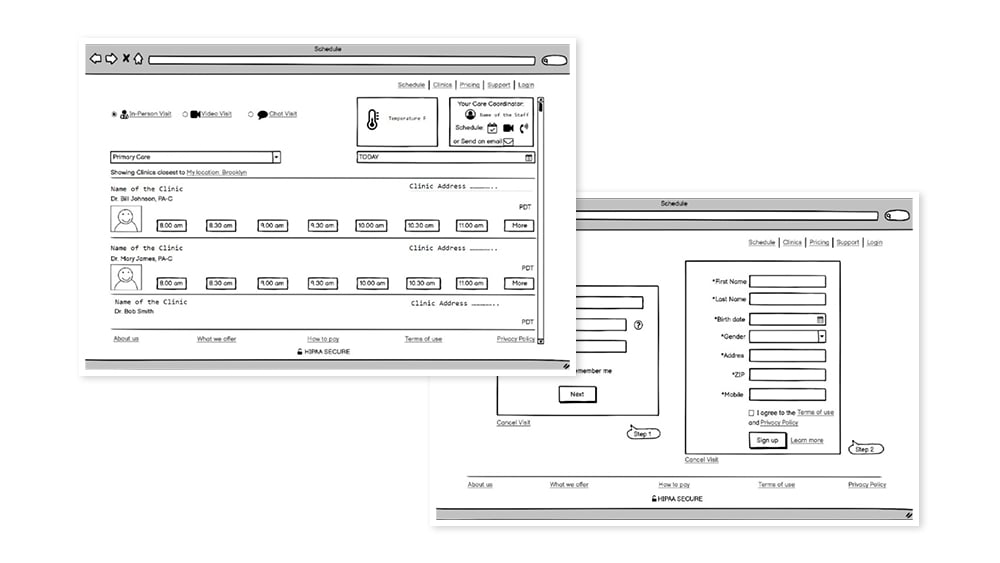 Schedule
Schedule Clinics Pricing Support Login
In-Person Visit Video Visit Chat Visit
Temperature F
Your Care Coordinator:
Name of the Staff
Schedule:
or Send an email
Primary Care
TODAY
Showing Clinics closest to My location: Brooklyn
Name of the Clinic Clinic Address ...........
Dr. Bill Johnson, PA-C
PDT
8.00 am 8.30 am 9.00 am 9.30 am 10.00 am 10.30 am 11.00 am More
Name of the Clinic Clinic Address ...........
Dr. Mary James, PA-C
PDT
8.00 am 8.30 am 9.00 am 9.30 am 10.00 am 10.30 am 11.00 am More
Name of the Clinic Clinic Address ...........
Dr. Bob Smith
PDT
About us What we offer How to pay Terms of use Privacy Policy
HIPAA SECURE
Schedule
Schedule Clinics Pricing Support Login
?
emember me
Next
Cancel Visit
Step 1
*First Name
*Last Name
*Birth date
*Gender
*Addres
*ZIP
*Mobile
I agree to the Terms of use
and Privacy Policy
Sign up Learn more
Cancel Visit
Step 2
About us What we offer How to pay Terms of use Privacy Policy
HIPAA SECURE